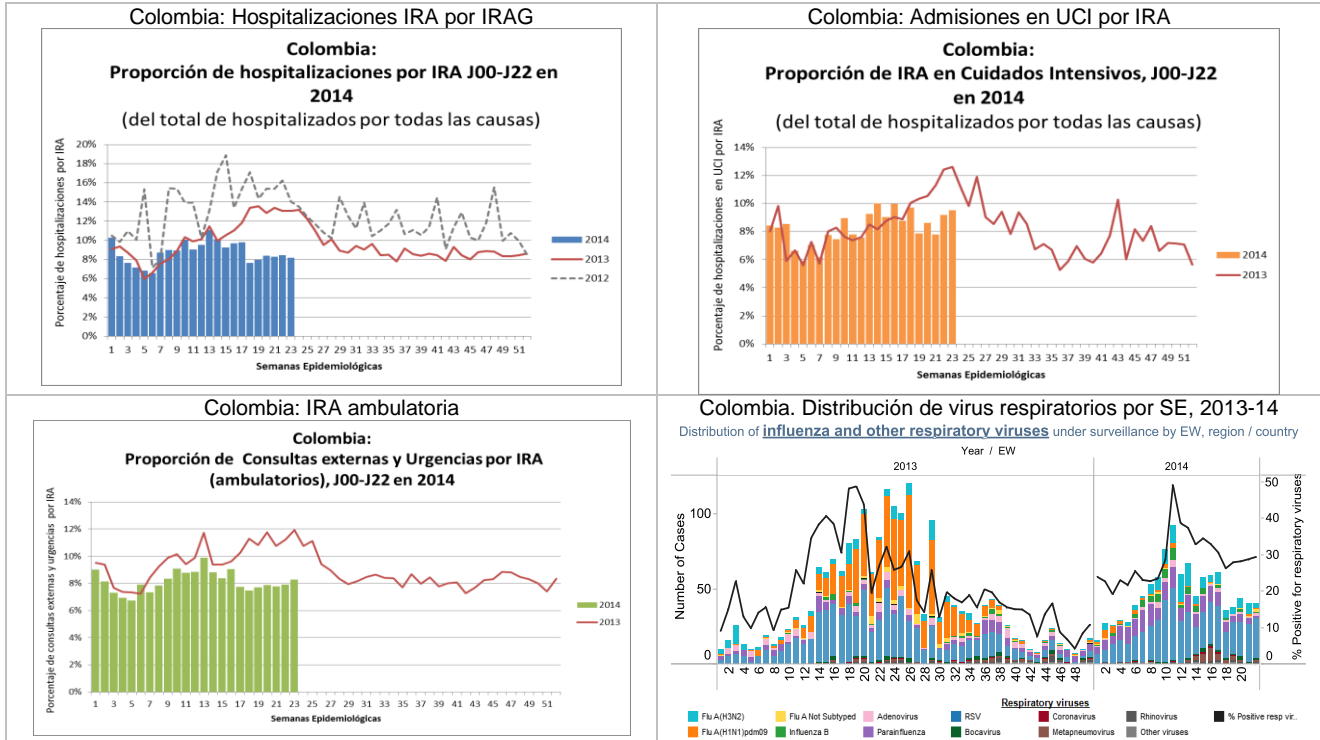 Colombia: Hospitalizaciones IRA por IRAG
Colombia:
Proporción de hospitalizaciones por IRA J00-J22 en
2014
(del total de hospitalizados por todas las causas)
Porcentaje de hospitalizaciones por IRA
20%
18%
16%
14%
12%
10%
8%
6%
4%
2%
0%
1 3 5 7 9 11 13 15 17 19 21 23 25 27 29 31 33 35 37 39 41 43 45 47 49 51
Semanas Epidemiológicas
2014
2013
2012
Colombia: Admisiones en UCI por IRA
Colombia:
Proporción de IRA en Cuidados Intensivos, J00-J22
en 2014
(del total de hospitalizados por todas las causas)
Porcentaje de hospitalizaciones en UCI por IRA
14%
12%
10%
8%
6%
4%
2%
0%
1 3 5 7 9 11 13 15 17 19 21 23 25 27 29 31 33 35 37 39 41 43 45 47 49 51
Semanas Epidemiológicas
2014
2013
Colombia: IRA ambulatoria
Colombia:
Proporción de Consultas externas y Urgencias por IRA
(ambulatorios), J00-J22 en 2014
Porcentaje de consultas externas y urgencias por IRA
14%
12%
10%
8%
6%
4%
2%
0%
1 3 5 7 9 11 13 15 17 19 21 23 25 27 29 31 33 35 37 39 41 43 45 47 49 51
Semanas Epidemiológicas
2014
2013
Colombia. Distribución de virus respiratorios por SE, 2013-14
Distribution of influenza and other respiratory viruses under surveillance by EW, region / country
Year / EW
2013 2014
Number of Cases
100
50
0
% Positive for respiratory viruses
50
40
30
20
10
0
2 4 6 8 10 12 14 16 18 20 22 24 26 28 30 32 34 36 38 40 42 44 46 48 2 4 6 8 10 12 14 16 18 20
Respiratory viruses
Flu A(H3N2) Flu A Not Subtyped Adenovirus RSV Coronavirus Rhinovirus % Positive resp vir..
Flu A(H1N1)pdm09 Influenza B Parainfluenza Bocavirus Metapneumovirus Other viruses